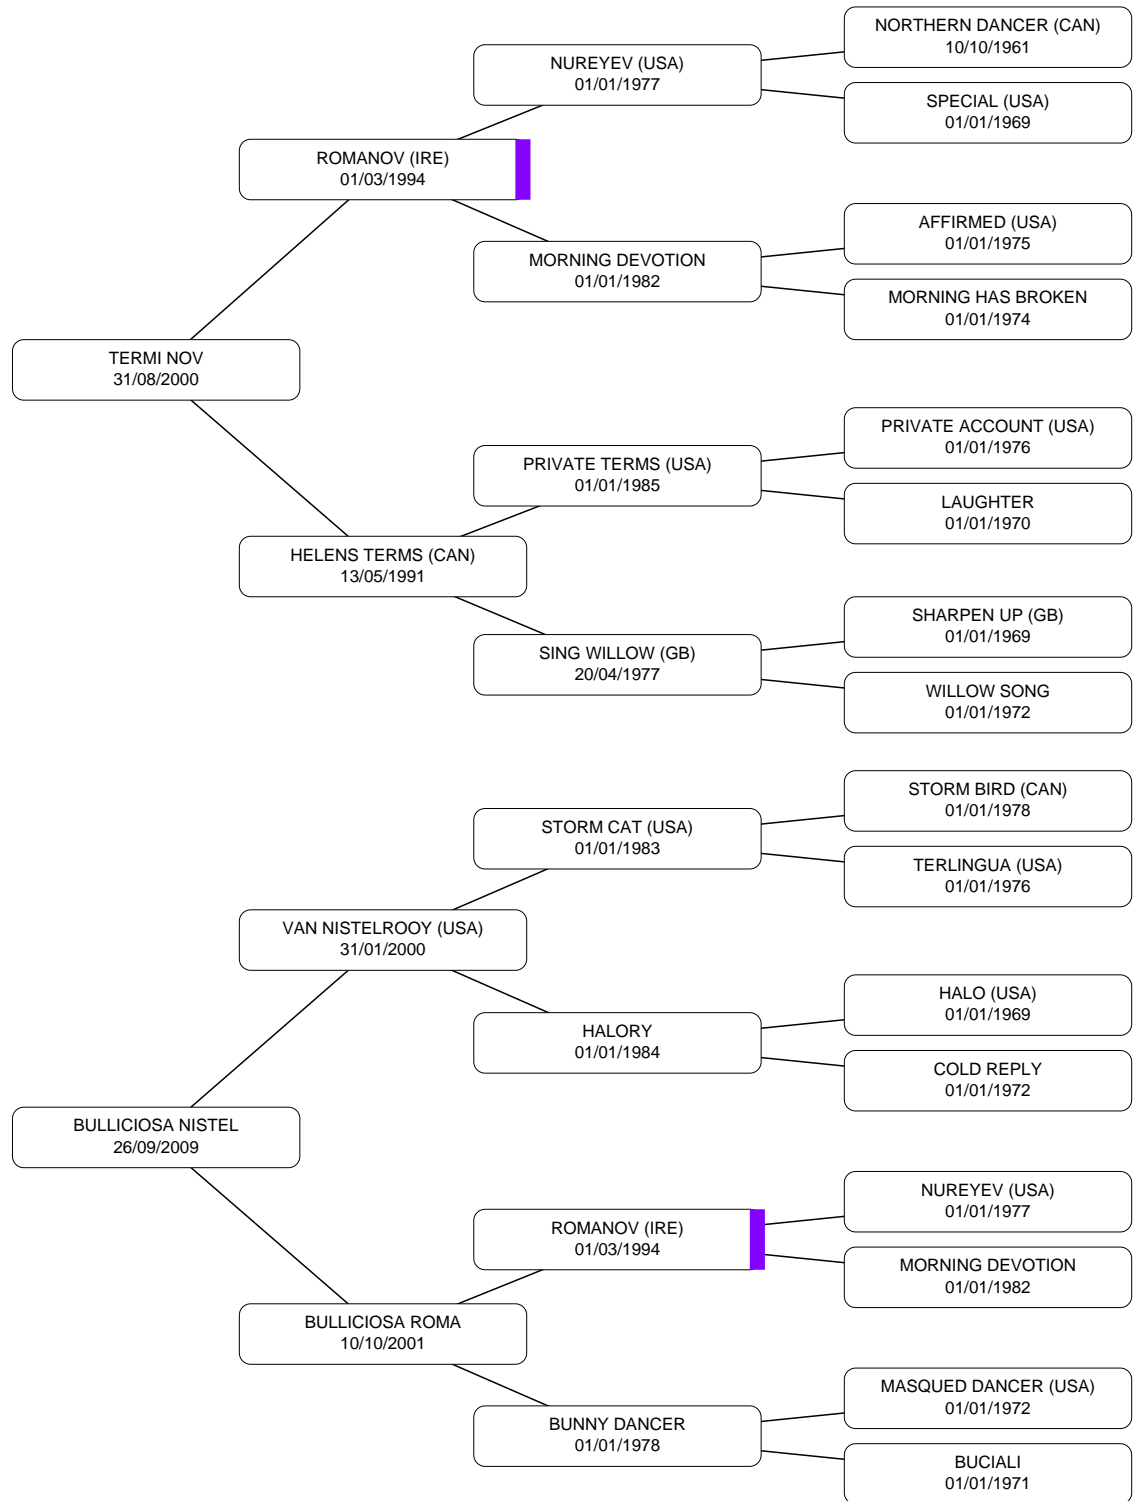 NORTHERN DANCER (CAN)
10/10/1961
NUREYEV (USA)
01/01/1977
SPECIAL (USA)
01/01/1969
ROMANOV (IRE)
01/03/1994
AFFIRMED (USA)
01/01/1975
MORNING DEVOTION
01/01/1982
MORNING HAS BROKEN
01/01/1974
TERMI NOV
31/08/2000
PRIVATE ACCOUNT (USA)
01/01/1976
PRIVATE TERMS (USA)
01/01/1985
LAUGHTER
01/01/1970
HELENS TERMS (CAN)
13/05/1991
SHARPEN UP (GB)
01/01/1969
SING WILLOW (GB)
20/04/1977
WILLOW SONG
01/01/1972
STORM BIRD (CAN)
01/01/1978
STORM CAT (USA)
01/01/1983
TERLINGUA (USA)
01/01/1976
VAN NISTELROOY (USA)
31/01/2000
HALO (USA)
01/01/1969
HALORY
01/01/1984
COLD REPLY
01/01/1972
BULLICIOSA NISTEL
26/09/2009
NUREYEV (USA)
01/01/1977
ROMANOV (IRE)
01/03/1994
MORNING DEVOTION
01/01/1982
BULLICIOSA ROMA
10/10/2001
MASQUED DANCER (USA)
01/01/1972
BUNNY DANCER
01/01/1978
BUCIALI
01/01/1971